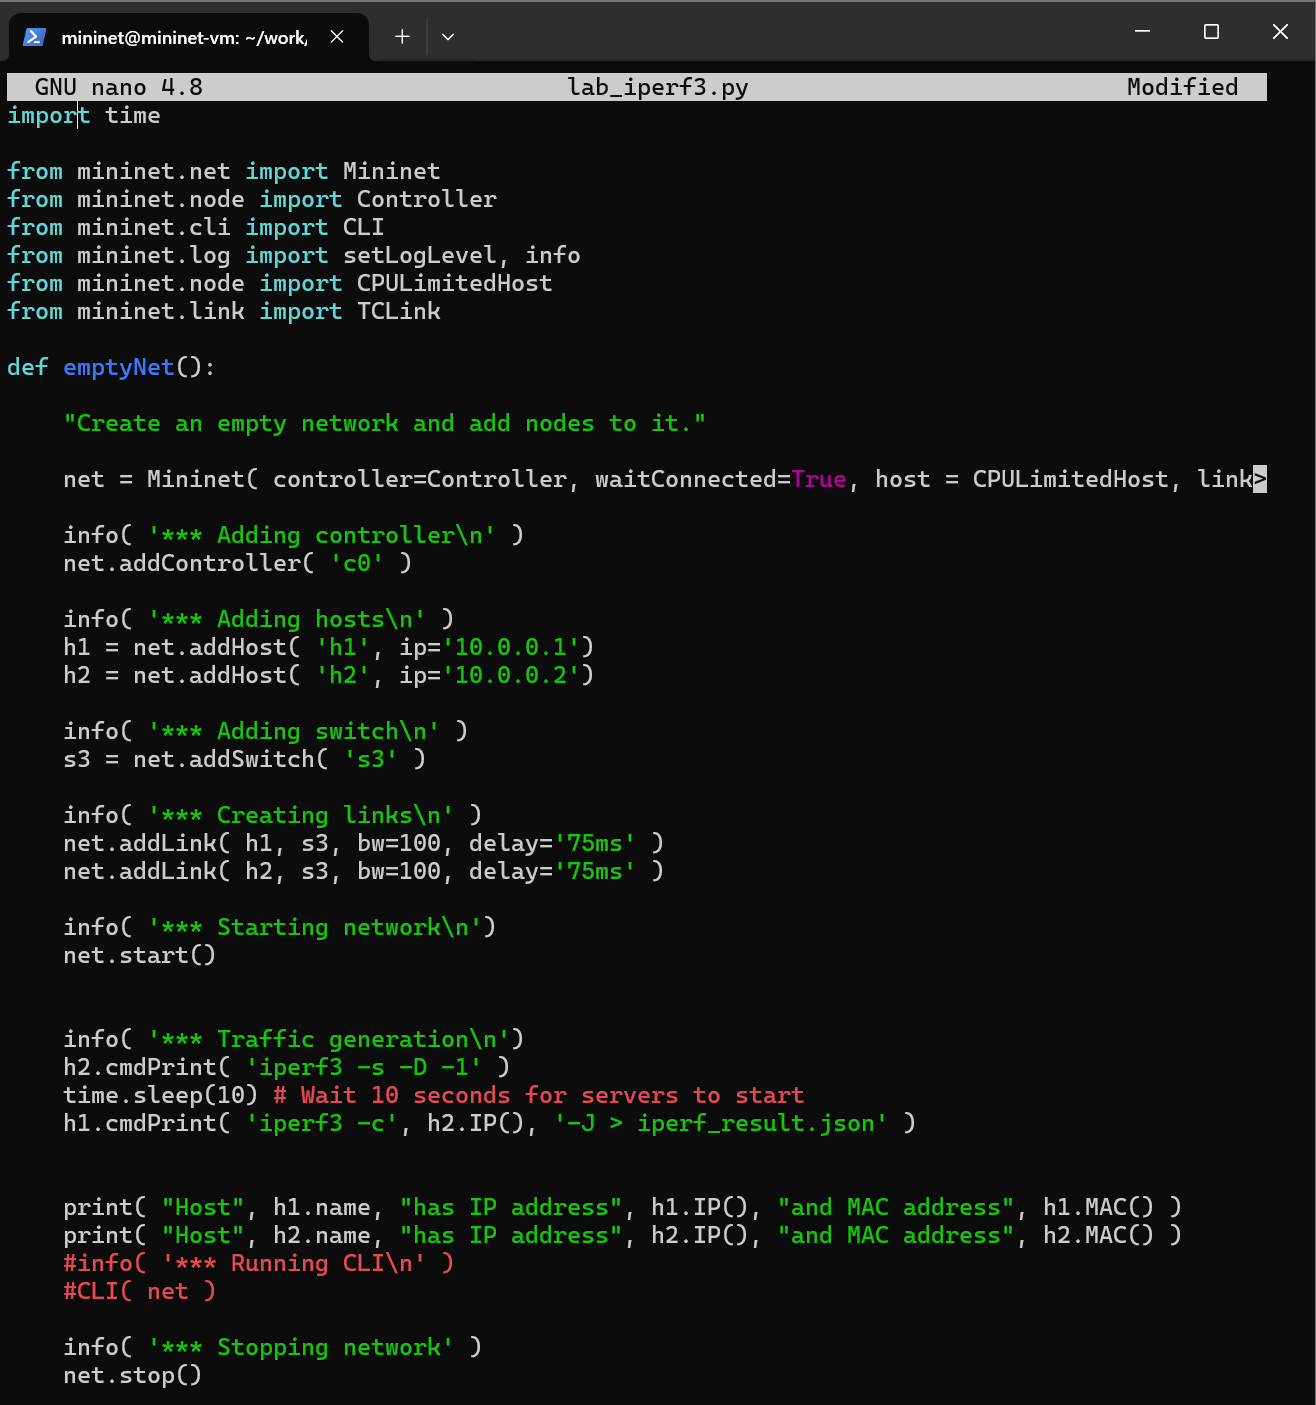 mininet@mininet-vm: ~/work/
GNU nano 4.8 lab_iperf3.py Modified
import time
from mininet.net import Mininet
from mininet.node import Controller
from mininet.cli import CLI
from mininet.log import setLogLevel, info
from mininet.node import CPULimitedHost
from mininet.link import TCLink
def emptyNet():
"Create an empty network and add nodes to it."
net = Mininet( controller=Controller, waitConnected=True, host = CPULimitedHost, link>
info( '*** Adding controller\n' )
net.addController( 'c0' )
info( '*** Adding hosts\n' )
h1 = net.addHost( 'h1', ip='10.0.0.1')
h2 = net.addHost( 'h2', ip='10.0.0.2')
info( '*** Adding switch\n' )
s3 = net.addSwitch( 's3' )
info( '*** Creating links\n' )
net.addLink( h1, s3, bw=100, delay='75ms' )
net.addLink( h2, s3, bw=100, delay='75ms' )
info( '*** Starting network\n')
net.start()
info( '*** Traffic generation\n')
h2.cmdPrint( 'iperf3 -s -D -1' )
time.sleep(10) # Wait 10 seconds for servers to start
h1.cmdPrint( 'iperf3 -c', h2.IP(), '-J > iperf_result.json' )
print( "Host", h1.name, "has IP address", h1.IP(), "and MAC address", h1.MAC() )
print( "Host", h2.name, "has IP address", h2.IP(), "and MAC address", h2.MAC() )
#info( '*** Running CLI\n' )
#CLI( net )
info( '*** Stopping network' )
net.stop()